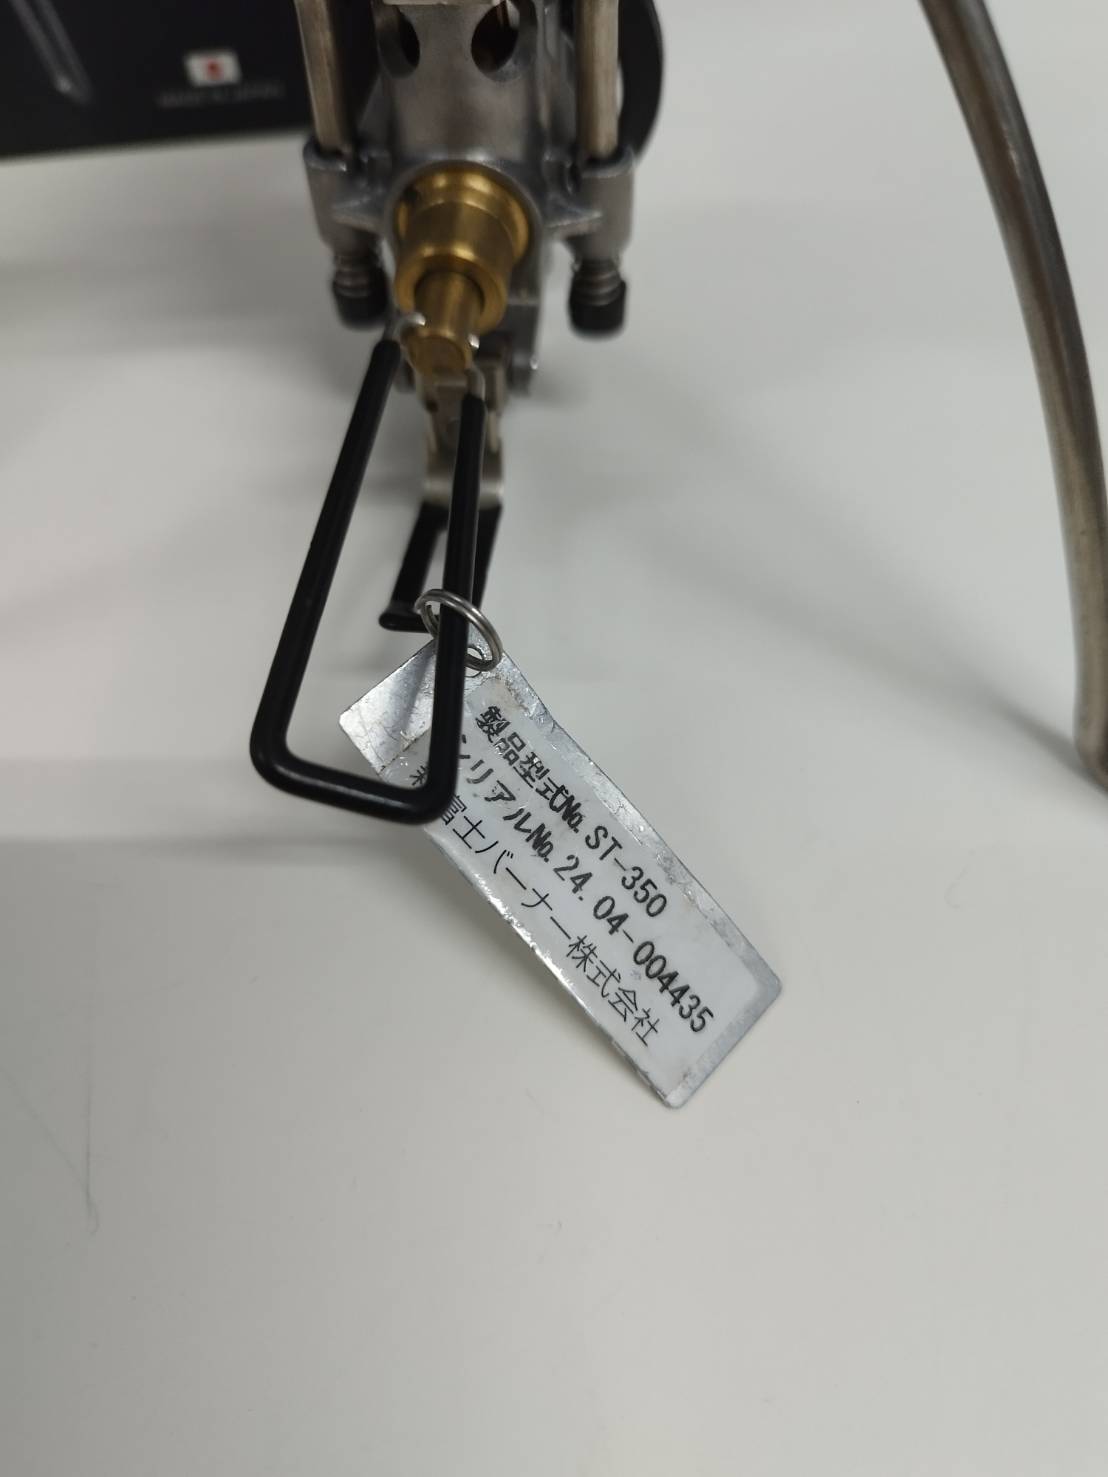 製品型式No. ST-350
シリアルNo. 24. 04-004435
富士バーナー株式会社